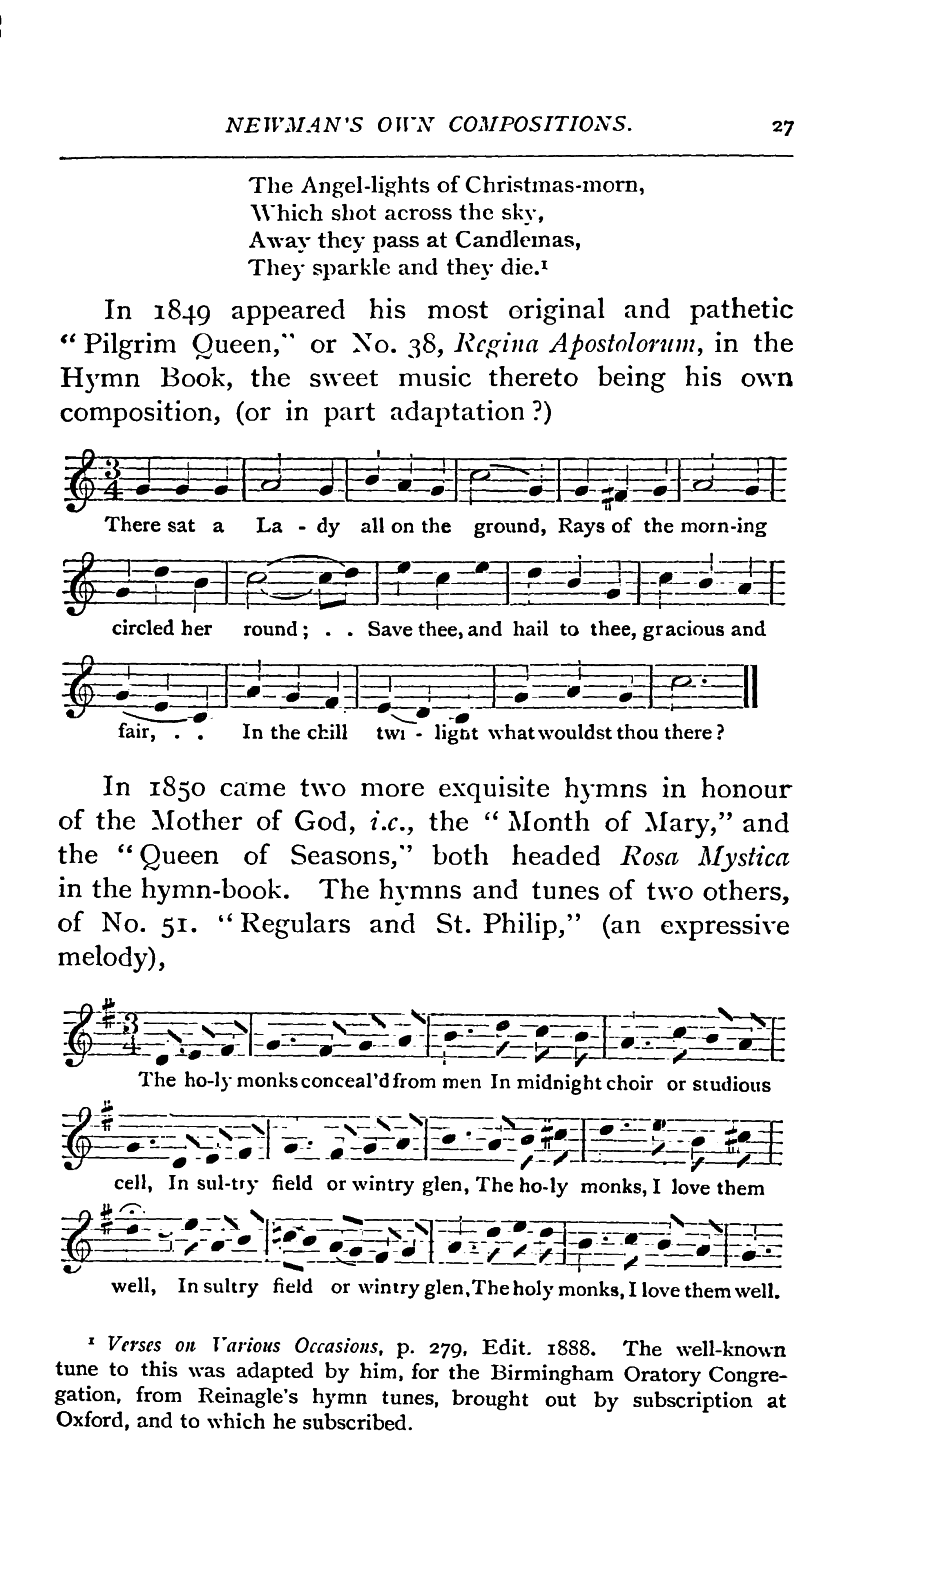 NEWMAN'S OWN COMPOSITIONS. 27
The Angel-lights of Christmas-morn,
Which shot across the sky,
Away they pass at Candlemas,
They sparkle and they die.¹
In 1849 appeared his most original and pathetic
“Pilgrim Queen,” or No. 38, Regina Apostolorum, in the
Hymn Book, the sweet music thereto being his own
composition, (or in part adaptation?)
3
4
There sat a La - dy all on the ground, Rays of the morn-ing
circled her round; . . Save thee, and hail to thee, gracious and
fair, . . In the chill twi - light what wouldst thou there?
In 1850 came two more exquisite hymns in honour
of the Mother of God, i.e., the “Month of Mary,” and
the “Queen of Seasons,” both headed Rosa Mystica
in the hymn-book. The hymns and tunes of two others,
of No. 51. “Regulars and St. Philip,” (an expressive
melody),
3
4
The ho-ly monks conceal'd from men In midnight choir or studious
cell, In sul-try field or wintry glen, The ho-ly monks, I love them
well, In sultry field or wintry glen, The holy monks, I love them well.
¹ Verses on Various Occasions, p. 279, Edit. 1888. The well-known
tune to this was adapted by him, for the Birmingham Oratory Congre-
gation, from Reinagle's hymn tunes, brought out by subscription at
Oxford, and to which he subscribed.